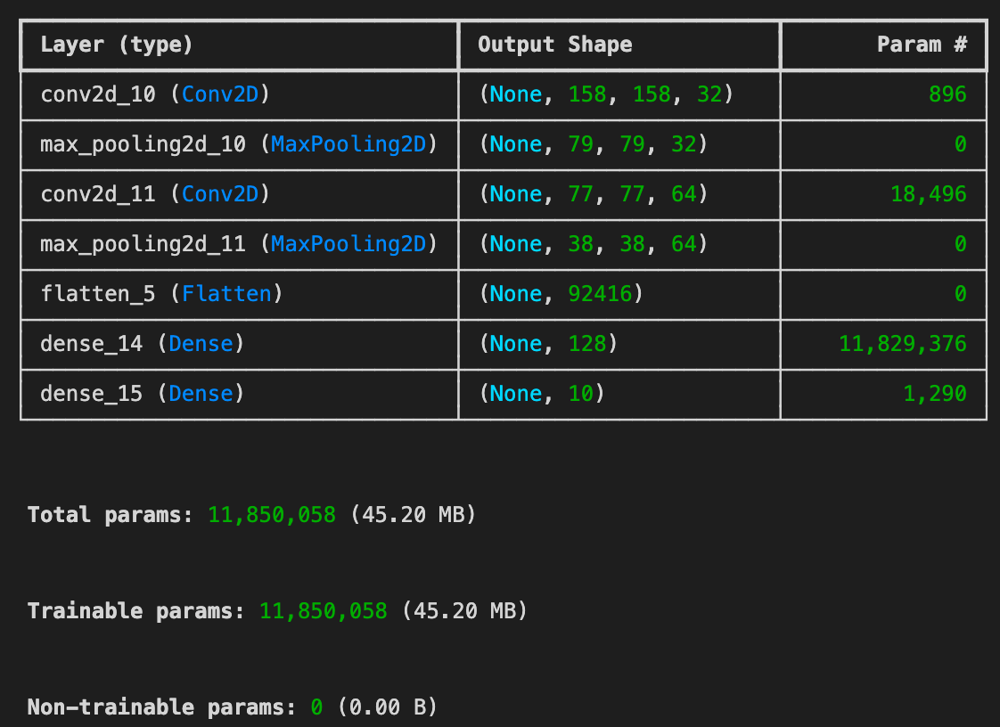 Layer (type) Output Shape Param #
conv2d_10 (Conv2D) (None, 158, 158, 32) 896
max_pooling2d_10 (MaxPooling2D) (None, 79, 79, 32) 0
conv2d_11 (Conv2D) (None, 77, 77, 64) 18,496
max_pooling2d_11 (MaxPooling2D) (None, 38, 38, 64) 0
flatten_5 (Flatten) (None, 92416) 0
dense_14 (Dense) (None, 128) 11,829,376
dense_15 (Dense) (None, 10) 1,290
Total params: 11,850,058 (45.20 MB)
Trainable params: 11,850,058 (45.20 MB)
Non-trainable params: 0 (0.00 B)